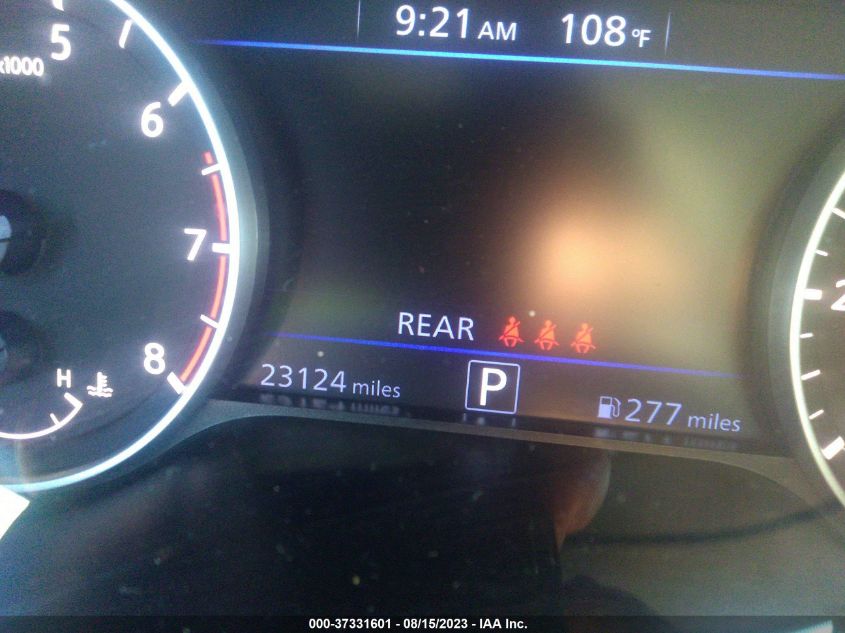 9:21 AM 108 °F
5
x1000
6
7
8
H
2
REAR
23124 miles P 277 miles
000-37331601 - 08/15/2023 - IAA Inc.